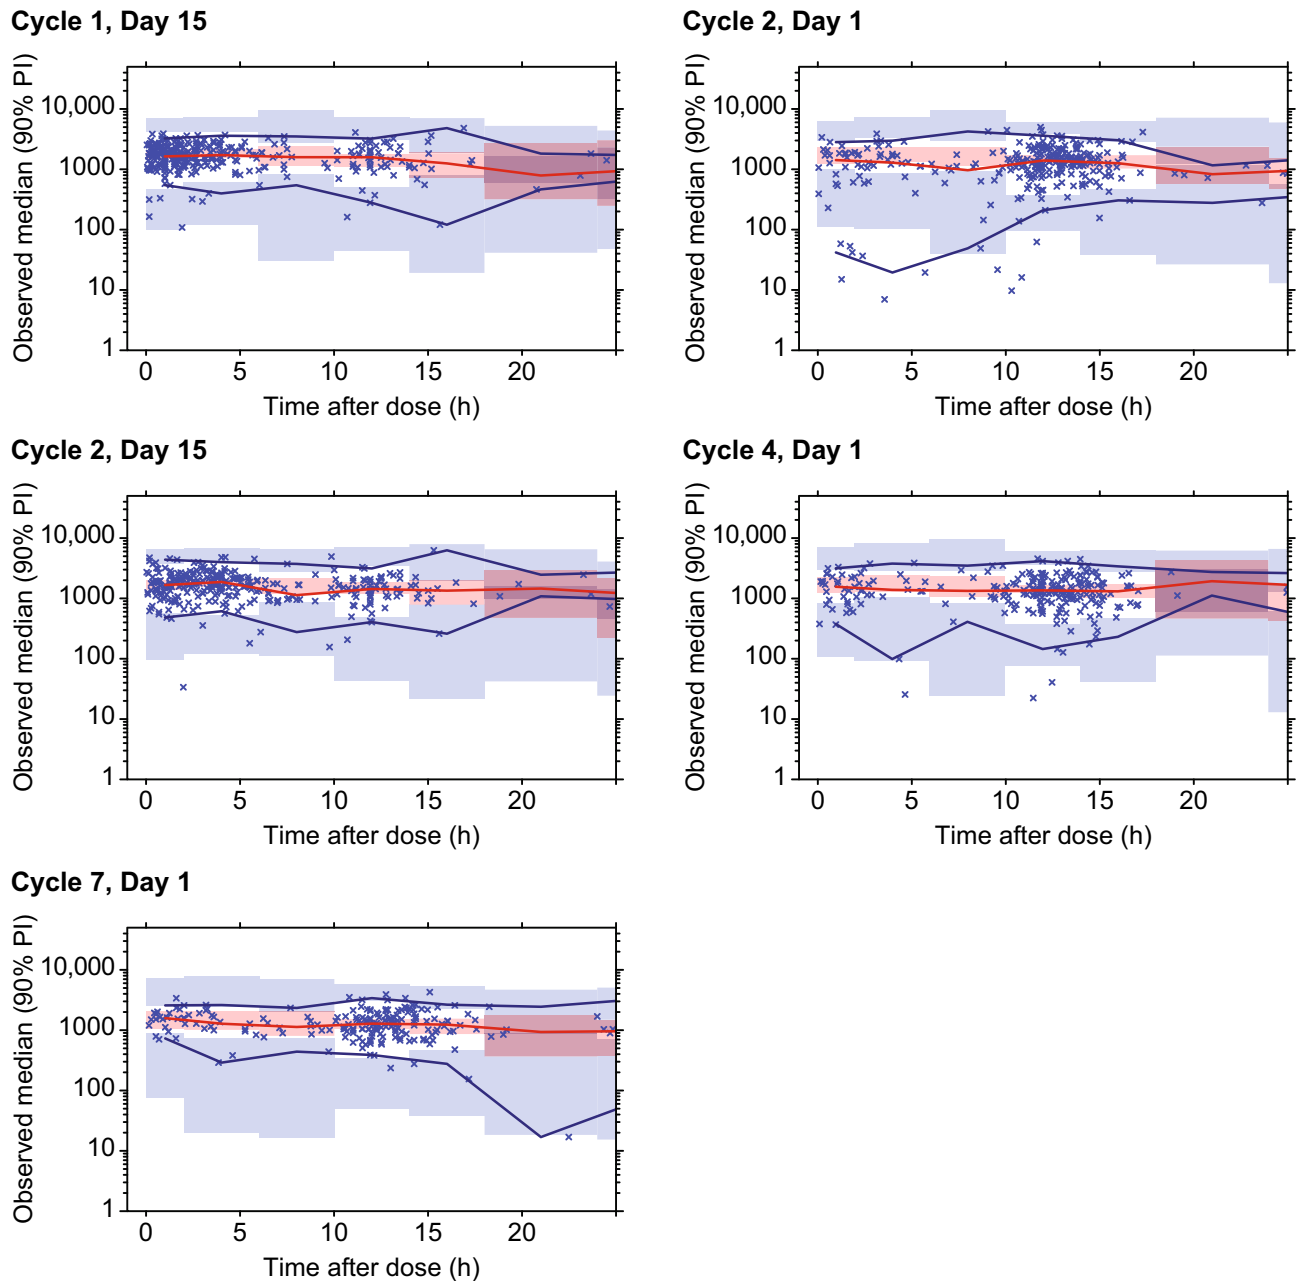 Cycle 1, Day 15
Observed median (90% PI)
10,000
1000
100
10
1
0 5 10 15 20
Time after dose (h)
Cycle 2, Day 1
Observed median (90% PI)
10,000
1000
100
10
1
0 5 10 15 20
Time after dose (h)
Cycle 2, Day 15
Observed median (90% PI)
10,000
1000
100
10
1
0 5 10 15 20
Time after dose (h)
Cycle 4, Day 1
Observed median (90% PI)
10,000
1000
100
10
1
0 5 10 15 20
Time after dose (h)
Cycle 7, Day 1
Observed median (90% PI)
10,000
1000
100
10
1
0 5 10 15 20
Time after dose (h)